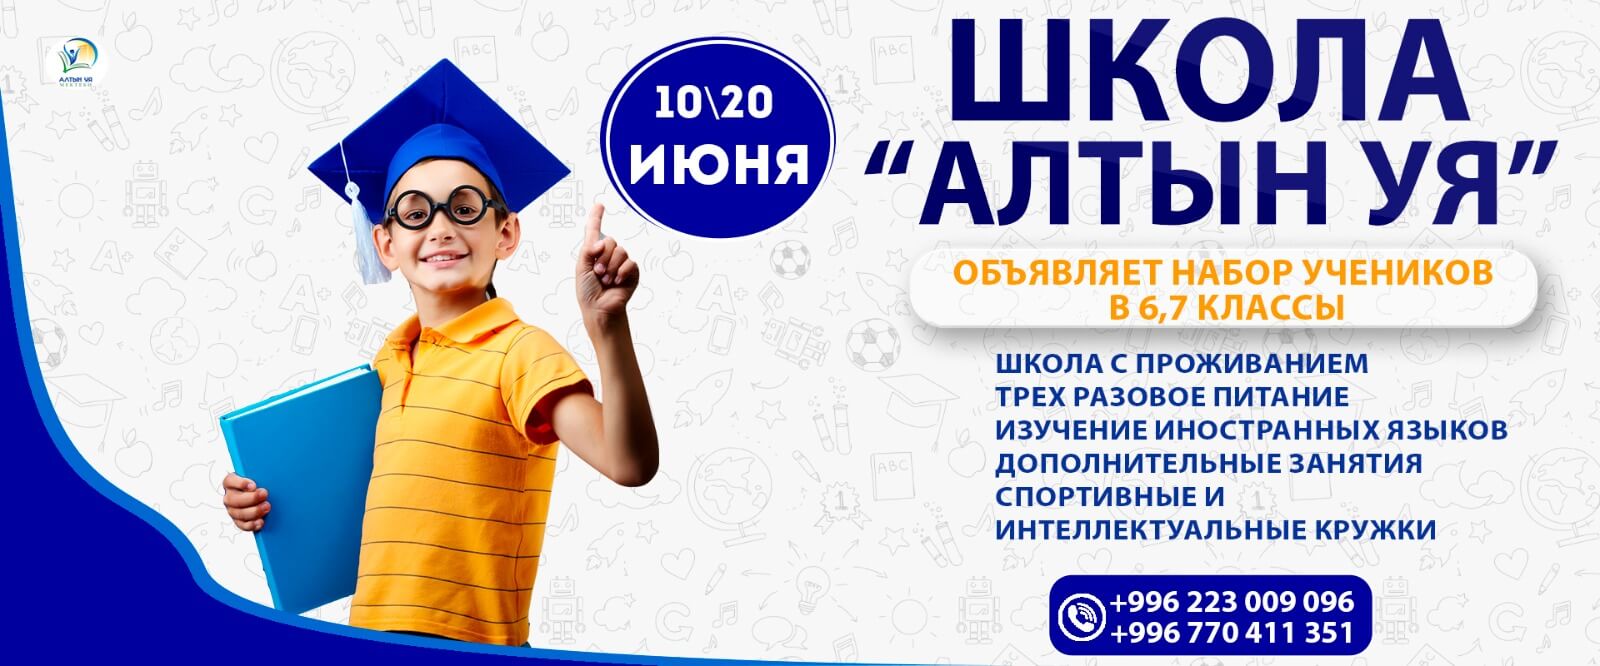 АЛТЫН УЯ
МЕКТЕБИ
10\20
ИЮНЯ
ШКОЛА
“АЛТЫН УЯ”
ОБЪЯВЛЯЕТ НАБОР УЧЕНИКОВ
В 6,7 КЛАССЫ
ШКОЛА С ПРОЖИВАНИЕМ
ТРЕХ РАЗОВОЕ ПИТАНИЕ
ИЗУЧЕНИЕ ИНОСТРАННЫХ ЯЗЫКОВ
ДОПОЛНИТЕЛЬНЫЕ ЗАНЯТИЯ
СПОРТИВНЫЕ И
ИНТЕЛЛЕКТУАЛЬНЫЕ КРУЖКИ
+996 223 009 096
+996 770 411 351